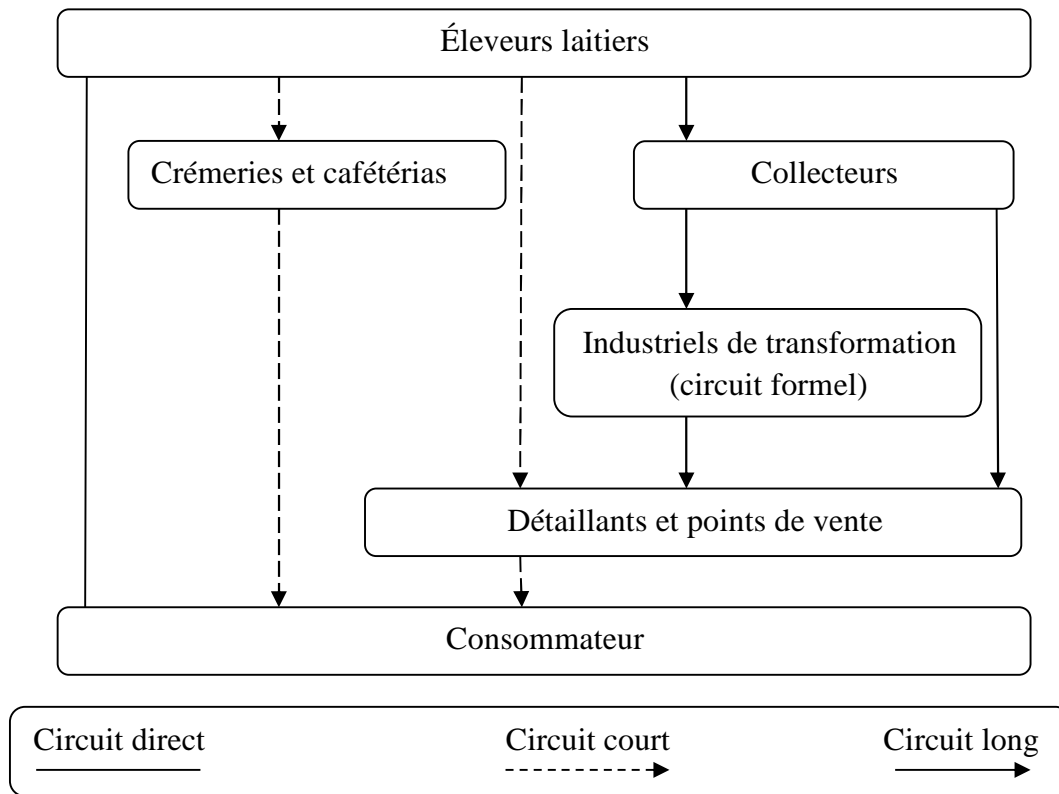 Éleveurs laitiers
Crémeries et cafétérias
Collecteurs
Industriels de transformation
(circuit formel)
Détaillants et points de vente
Consommateur
Circuit direct
Circuit court
Circuit long